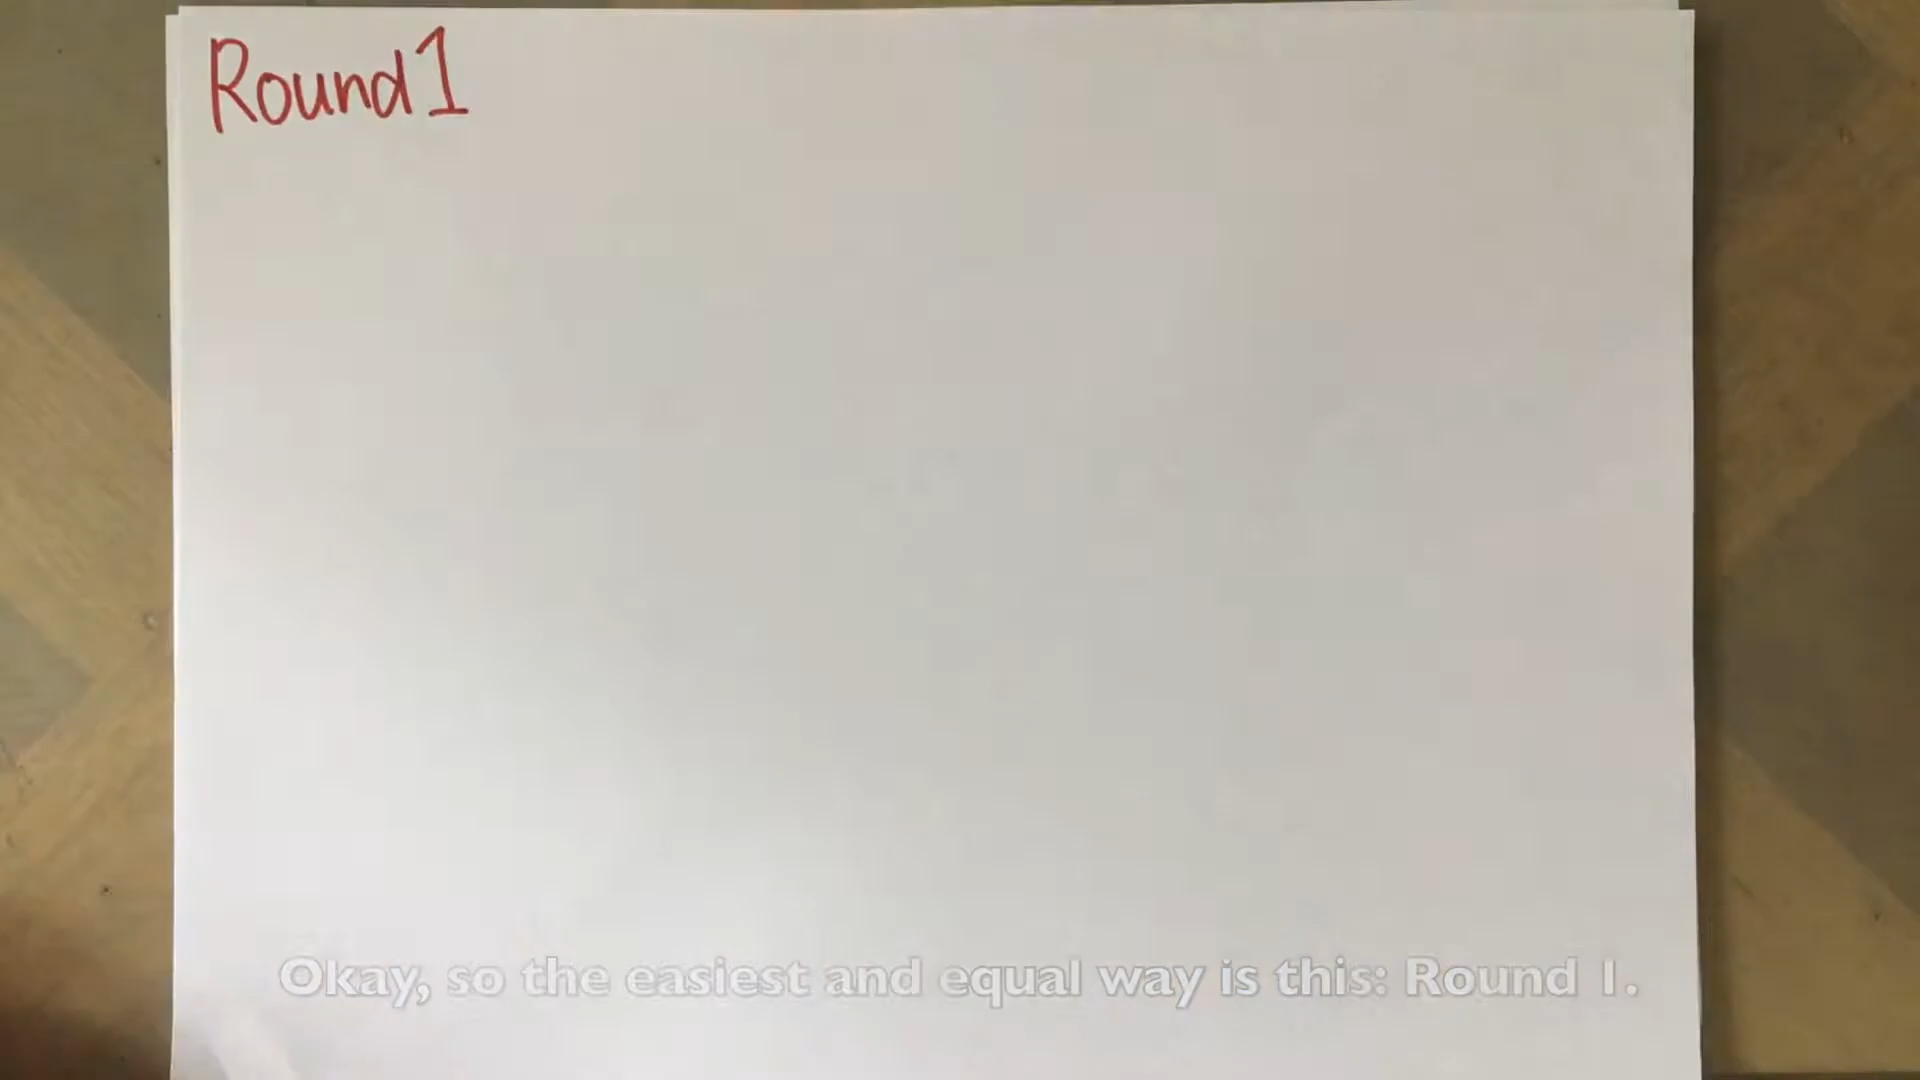 Round 1
Okay, so the easiest and equal way is this: Round 1.